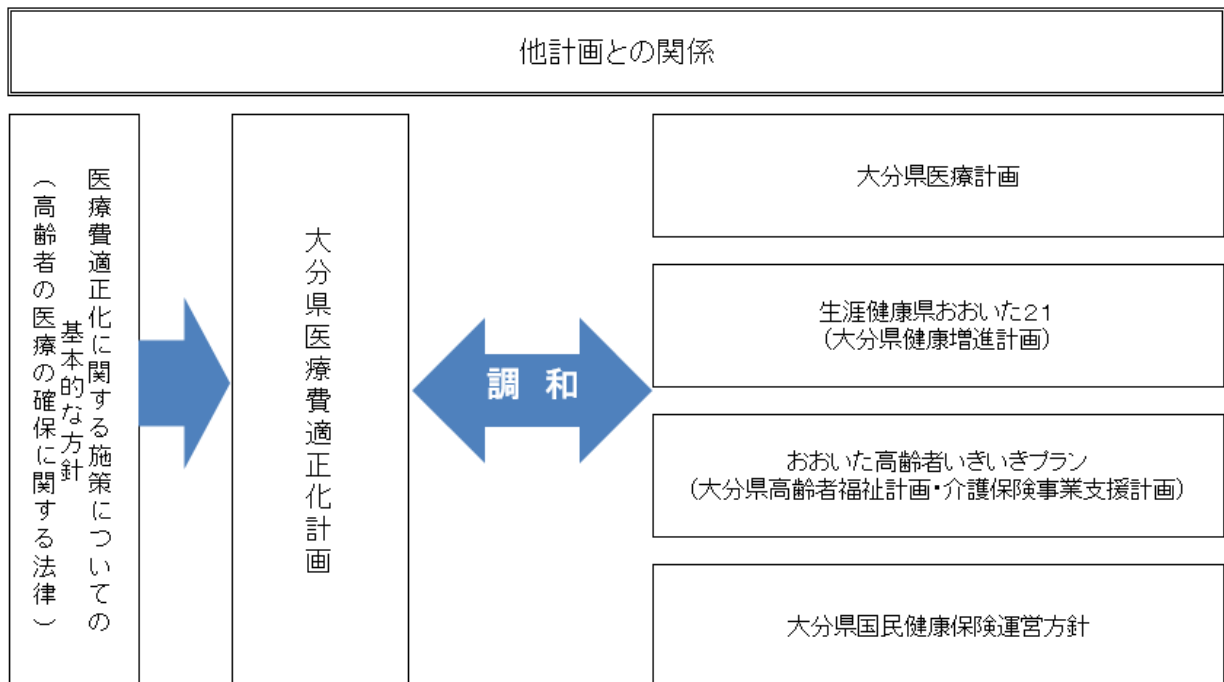 他計画との関係
医療費適正化に関する施策についての
基本的な方針
（高齢者の医療の確保に関する法律）
大分県医療費適正化計画
調 和
大分県医療計画
生涯健康県おおいた２１
（大分県健康増進計画）
おおいた高齢者いきいきプラン
（大分県高齢者福祉計画・介護保険事業支援計画）
大分県国民健康保険運営方針